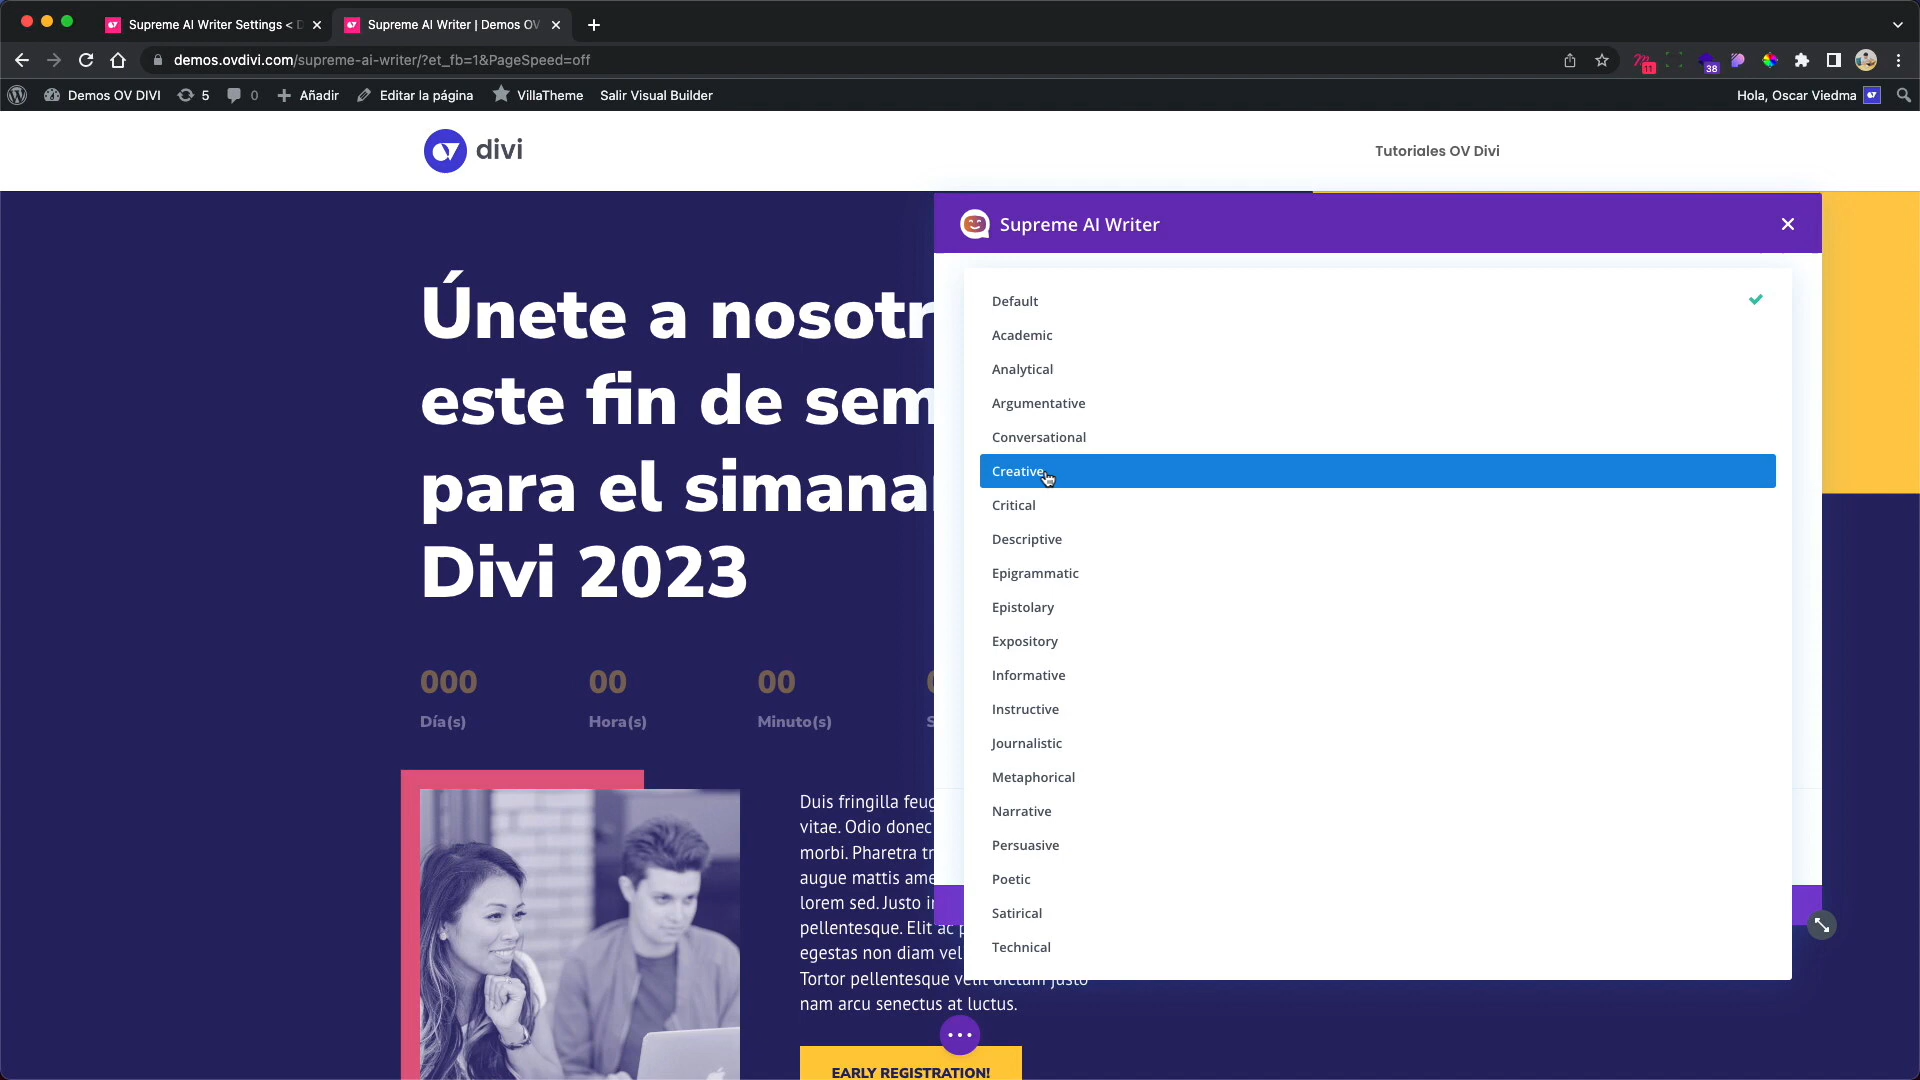 Supreme AI Writer Settings < D
Supreme AI Writer | Demos OV
demos.ovdivi.com/supreme-ai-writer/?et_fb=1&PageSpeed=off
11
38
Demos OV DIVI
5
0
Añadir
Editar la página
VillaTheme
Salir Visual Builder
Hola, Oscar Viedma
divi
Tutoriales OV Divi
Únete a nosotr
este fin de sem
para el simana
Divi 2023
000
00
00
Día(s)
Hora(s)
Minuto(s)
S
Duis fringilla feug
vitae. Odio donec
morbi. Pharetra tr
augue mattis ame
lorem sed. Justo i
pellentesque. Elit ac p
egestas non diam vel
Tortor pellentesque velit dictum justo
nam arcu senectus at luctus.
EARLY REGISTRATION!
Supreme AI Writer
Default
Academic
Analytical
Argumentative
Conversational
Creative
Critical
Descriptive
Epigrammatic
Epistolary
Expository
Informative
Instructive
Journalistic
Metaphorical
Narrative
Persuasive
Poetic
Satirical
Technical